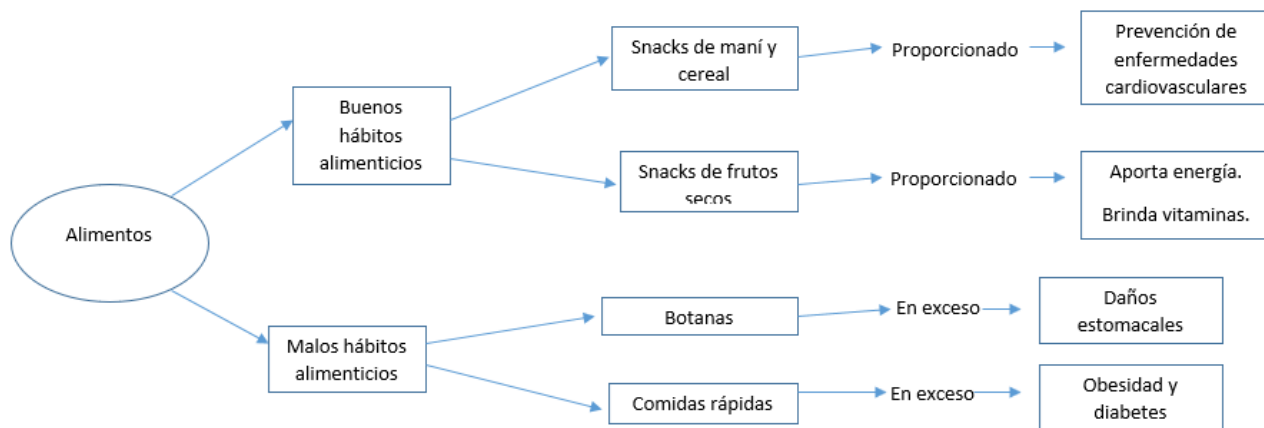 Alimentos
Buenos
hábitos
alimenticios
Snacks de maní y
cereal
Proporcionado
Prevención de
enfermedades
cardiovasculares
Snacks de frutos
secos
Proporcionado
Aporta energía.
Brinda vitaminas.
Malos hábitos
alimenticios
Botanas
En exceso
Daños
estomacales
Comidas rápidas
En exceso
Obesidad y
diabetes